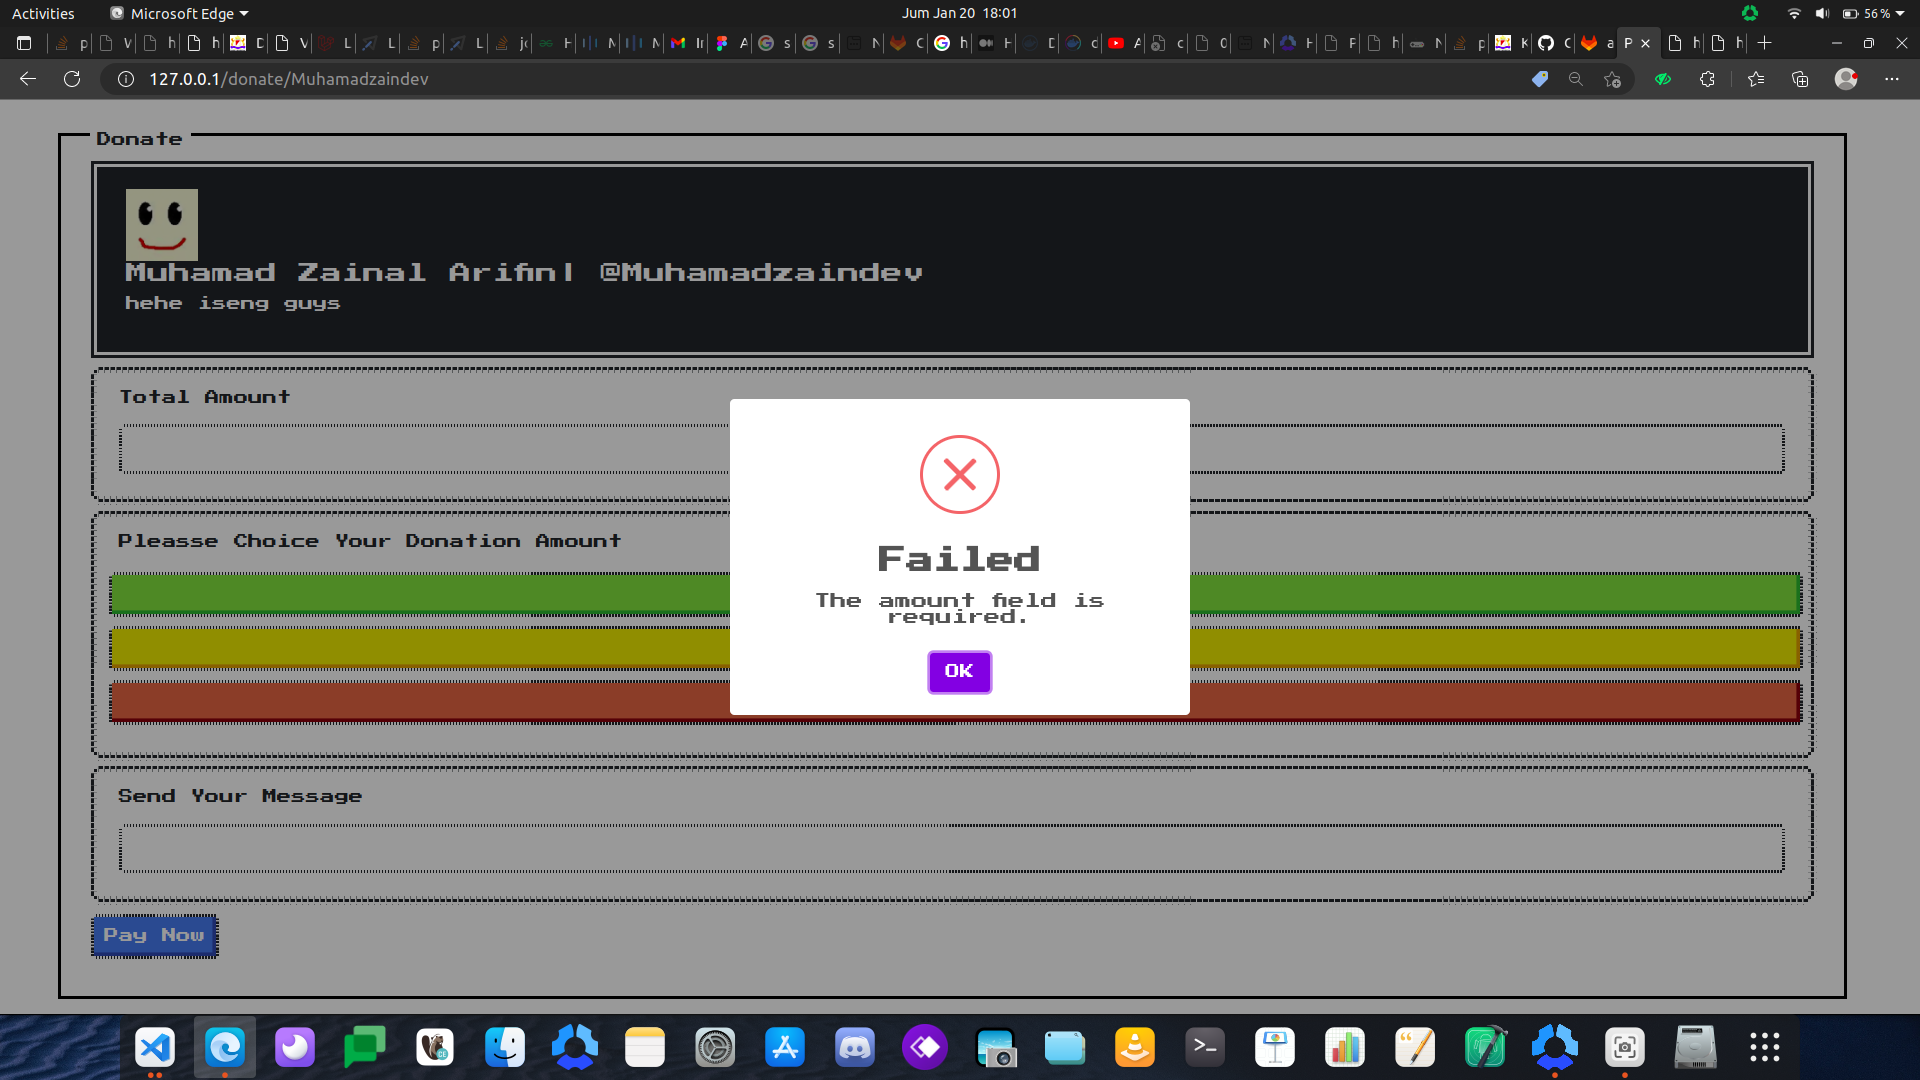 Activities
Microsoft Edge
Jum Jan 20 18:01
56 %
127.0.0.1/donate/Muhamadzaindev
Donate
Muhamad Zainal Arifin| @Muhamadzaindev
hehe iseng guys
Total Amount
Pleasse Choice Your Donation Amount
Failed
The amount field is
required.
OK
Send Your Message
Pay Now